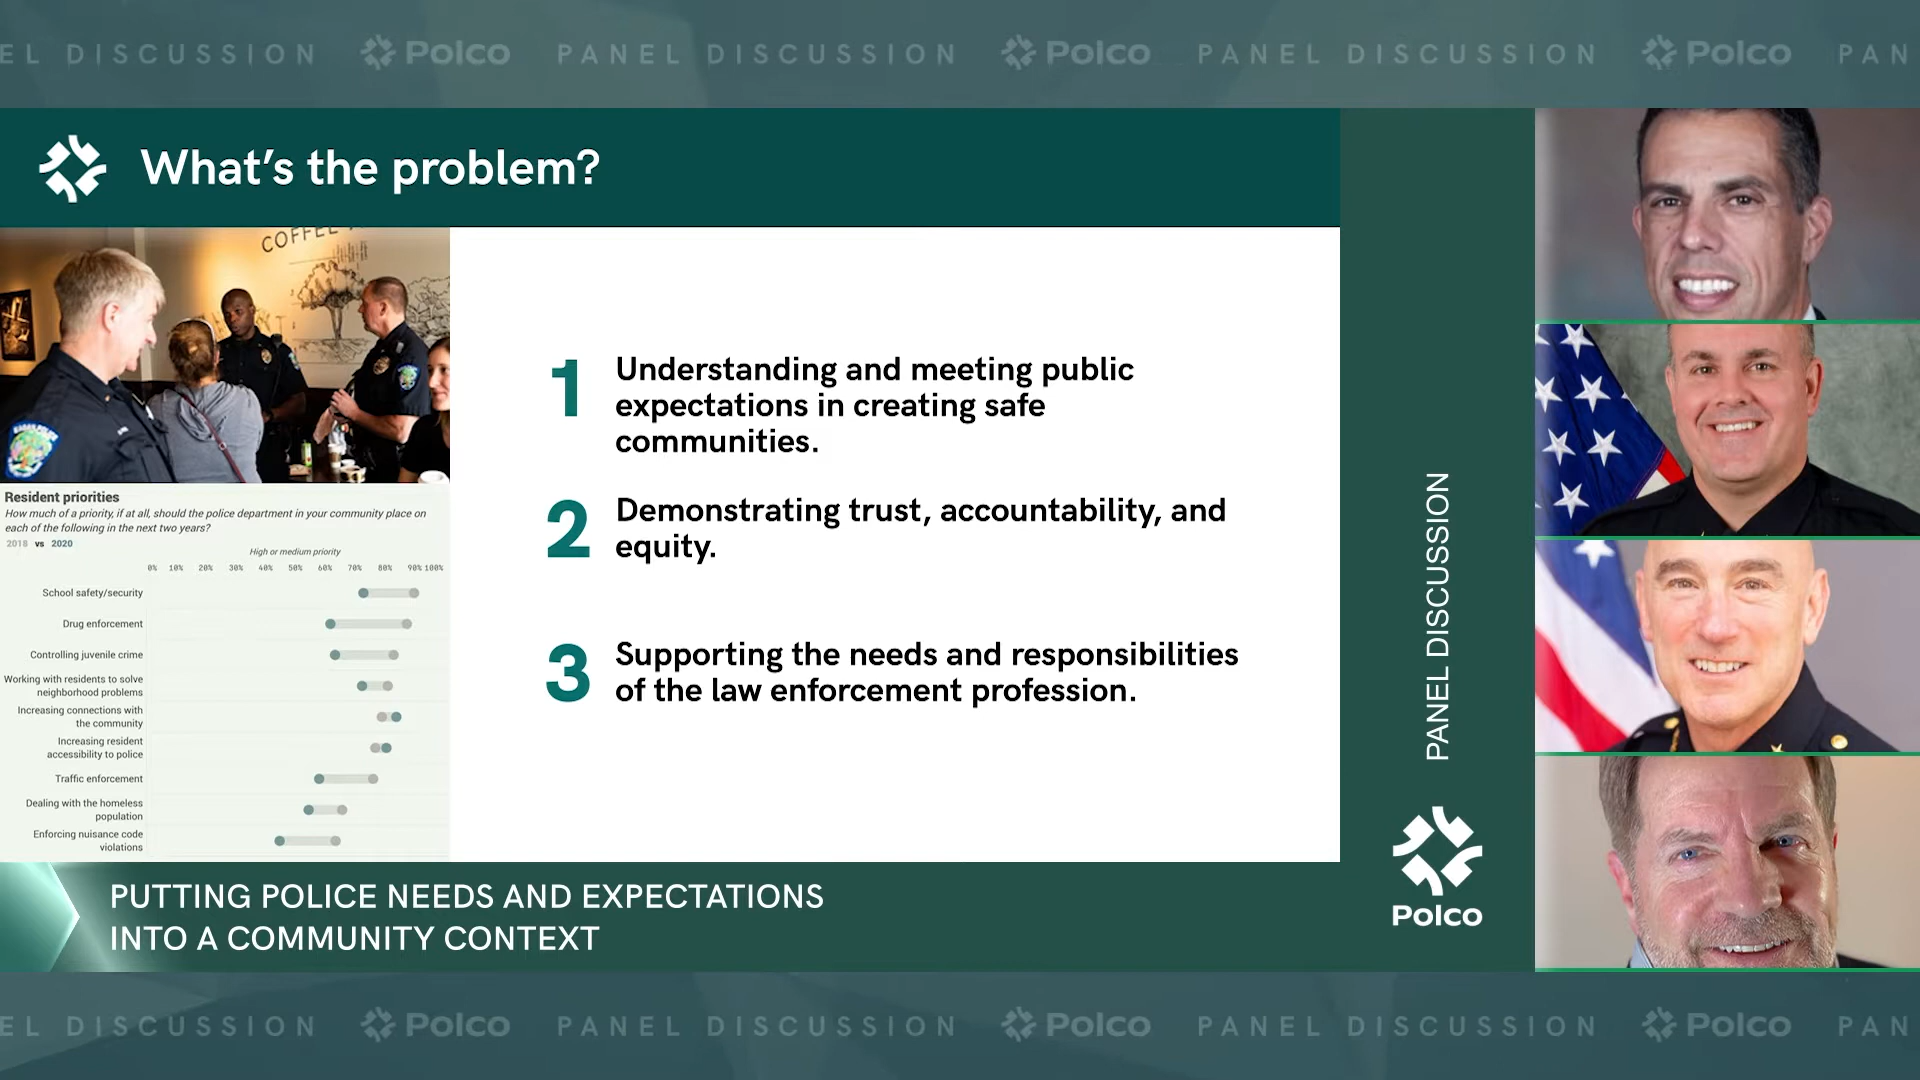 EL DISCUSSION Polco PANEL DISCUSSION Polco PANEL DISCUSSION Polco PAN
What's the problem?
COFFEE
Resident priorities
How much of a priority, if at all, should the police department in your community place on
each of the following in the next two years?
2018 vs 2020
High or medium priority
0% 10% 20% 30% 40% 50% 60% 70% 80% 90% 100%
School safety/security
Drug enforcement
Controlling juvenile crime
Working with residents to solve
neighborhood problems
Increasing connections with
the community
Increasing resident
accessibility to police
Traffic enforcement
Dealing with the homeless
population
Enforcing nuisance code
violations
1 Understanding and meeting public
expectations in creating safe
communities.
2 Demonstrating trust, accountability, and
equity.
3 Supporting the needs and responsibilities
of the law enforcement profession.
PANEL DISCUSSION
Polco
PUTTING POLICE NEEDS AND EXPECTATIONS
INTO A COMMUNITY CONTEXT
EL DISCUSSION Polco PANEL DISCUSSION Polco PANEL DISCUSSION Polco PAN